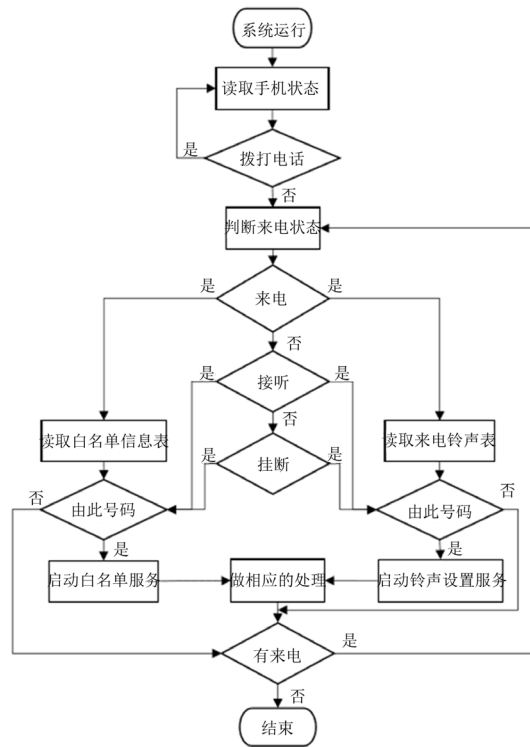 系统运行
读取手机状态
是
拨打电话
否
判断来电状态
是
来电
是
否
是
接听
是
读取白名单信息表
否
读取来电铃声表
是
挂断
是
否
由此号码
由此号码
否
是
是
启动白名单服务
做相应的处理
启动铃声设置服务
有来电
是
否
结束